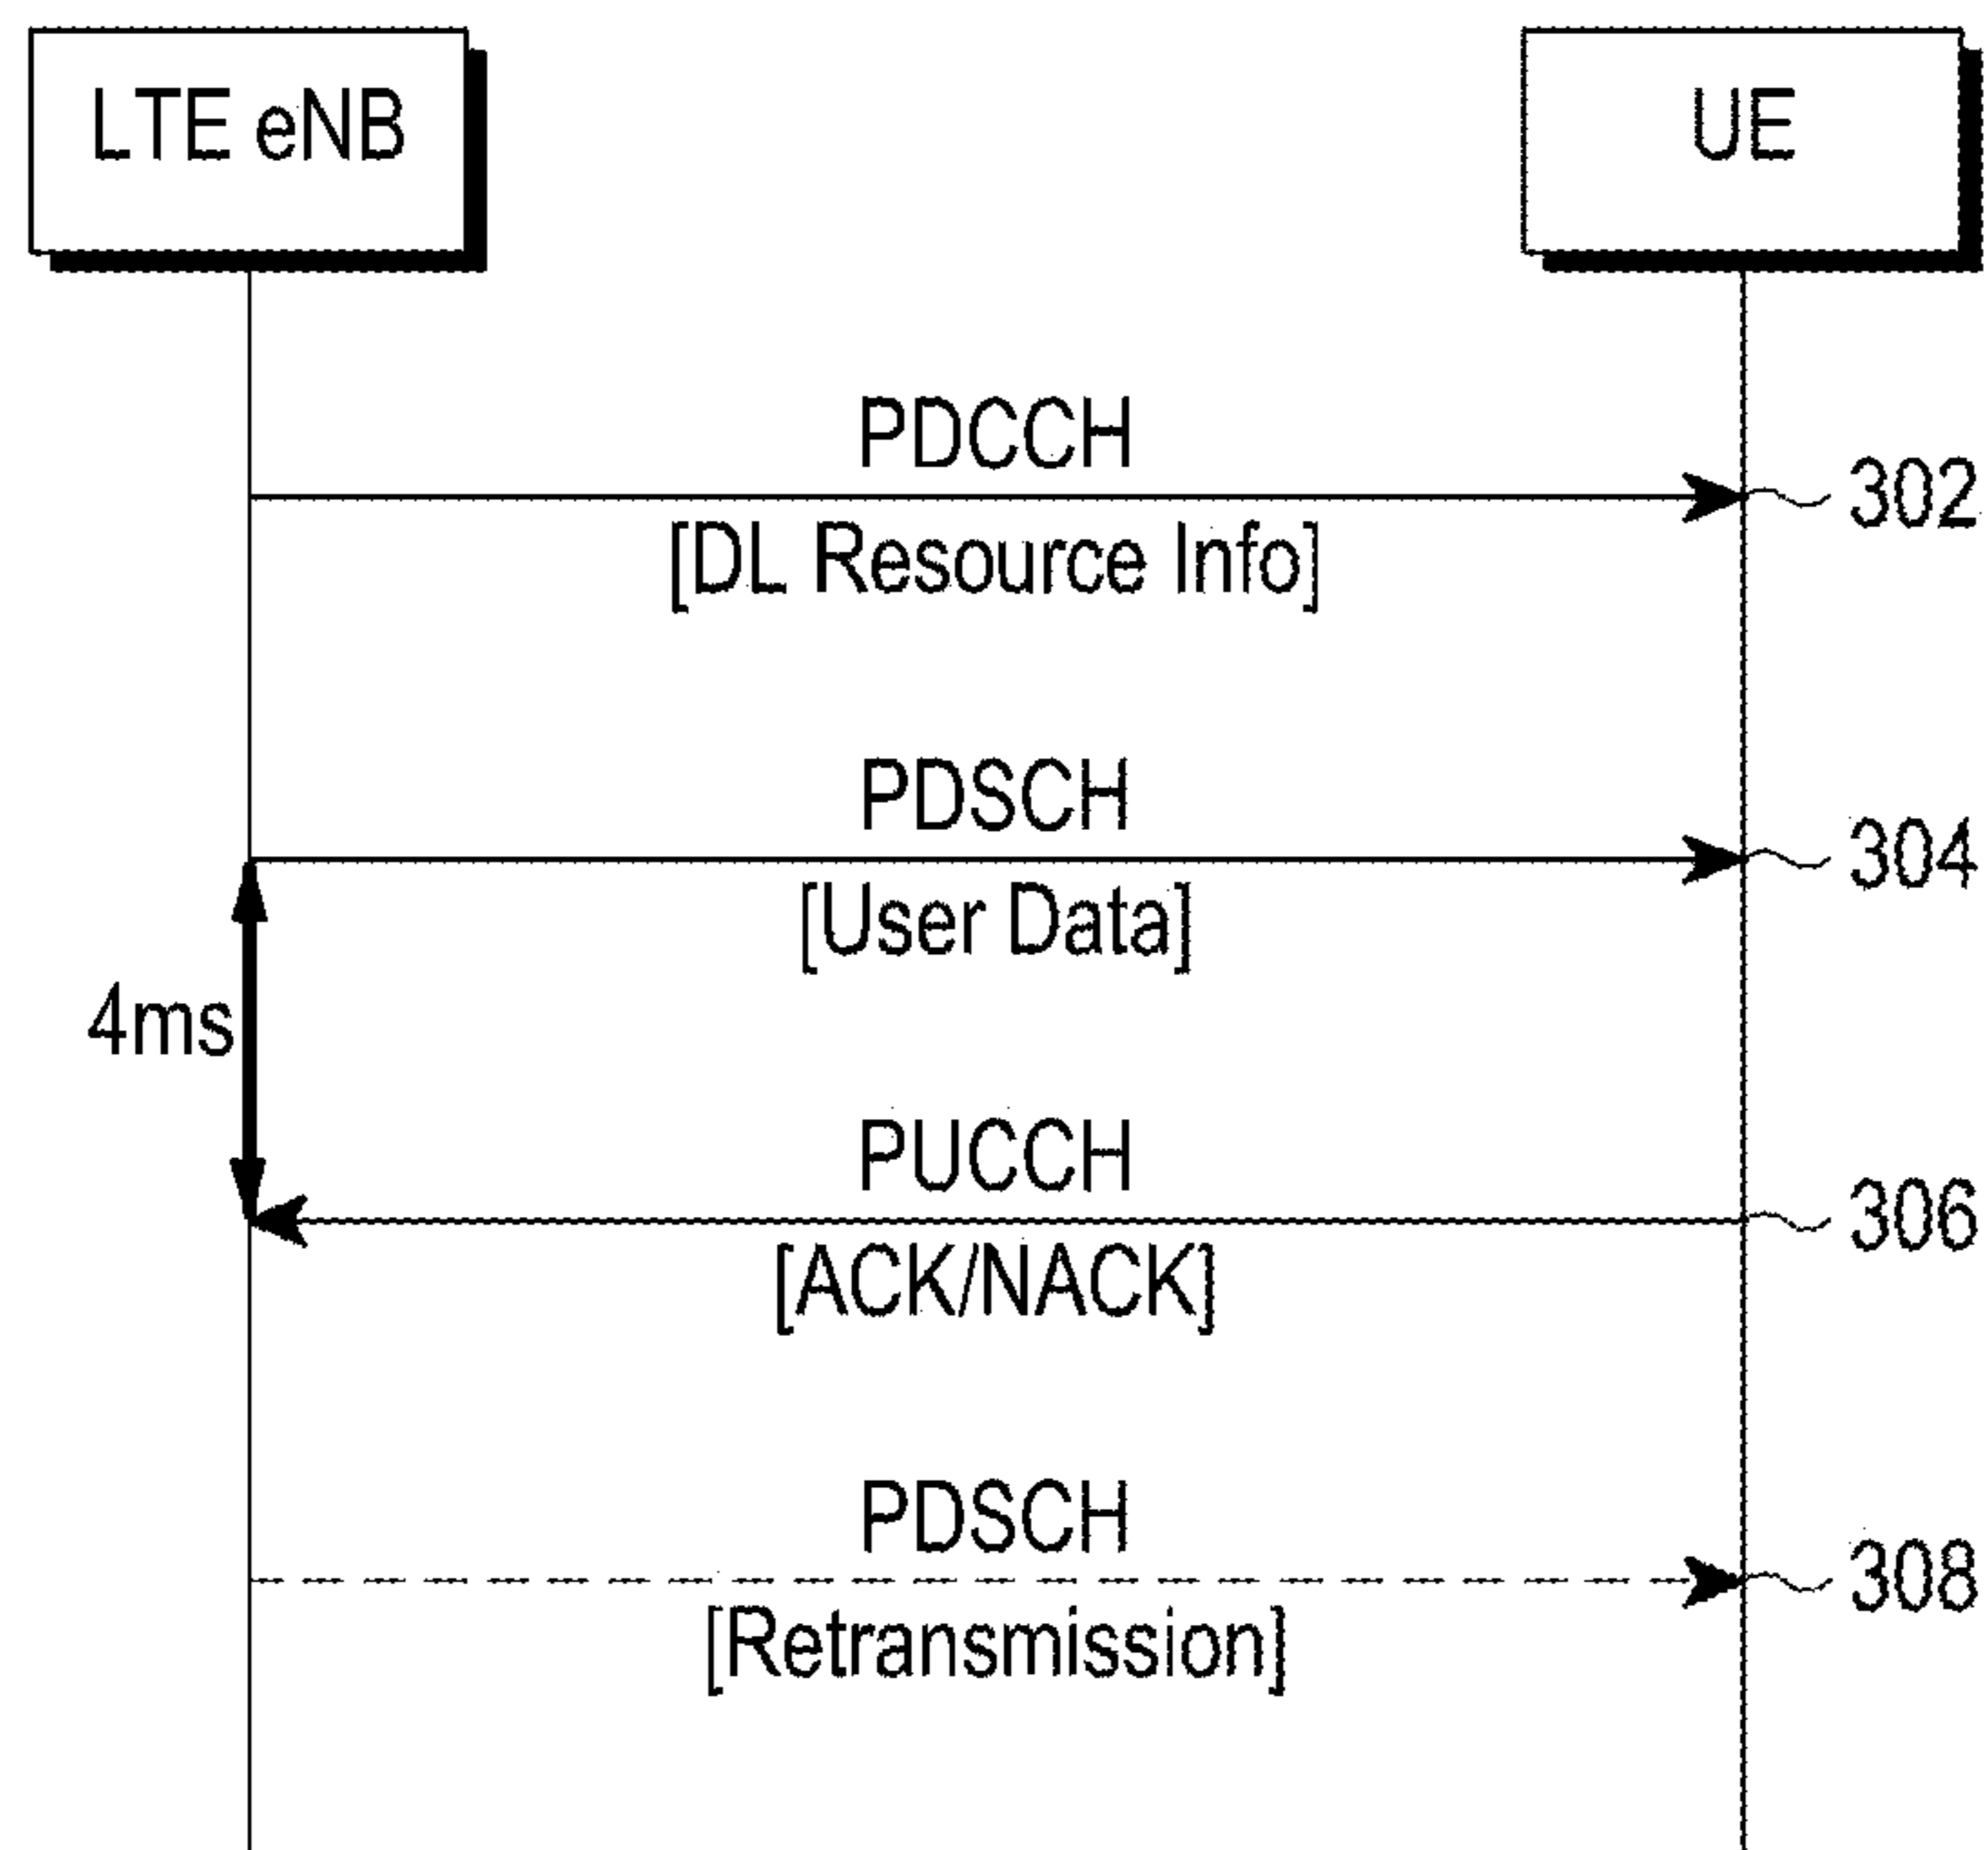 LTE eNB
UE
PDCCH
302
[DL Resource Info]
PDSCH
304
[User Data]
4ms
PUCCH
306
[ACK/NACK]
PDSCH
308
[Retransmission]